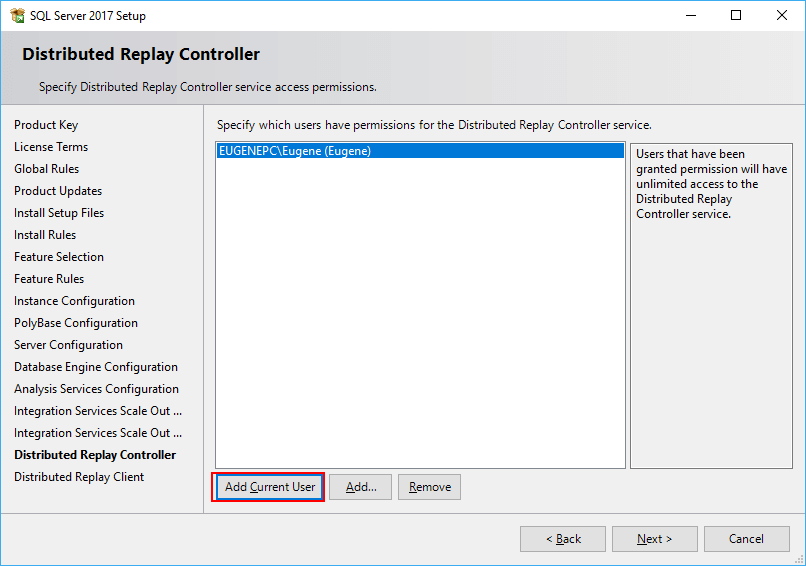 SQL Server 2017 Setup
Distributed Replay Controller
Specify Distributed Replay Controller service access permissions.
Product Key
License Terms
Global Rules
Product Updates
Install Setup Files
Install Rules
Feature Selection
Feature Rules
Instance Configuration
PolyBase Configuration
Server Configuration
Database Engine Configuration
Analysis Services Configuration
Integration Services Scale Out ...
Integration Services Scale Out ...
Distributed Replay Controller
Distributed Replay Client
Specify which users have permissions for the Distributed Replay Controller service.
EUGENEPC\Eugene (Eugene)
Users that have been
granted permission will have
unlimited access to the
Distributed Replay
Controller service.
Add Current User
Add...
Remove
< Back
Next >
Cancel